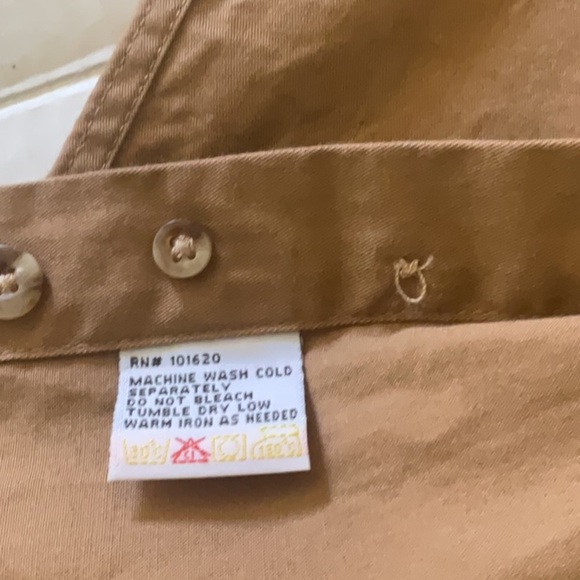 RN# 101620
MACHINE WASH COLD
SEPARATELY
DO NOT BLEACH
TUMBLE DRY LOW
WARM IRON AS NEEDED